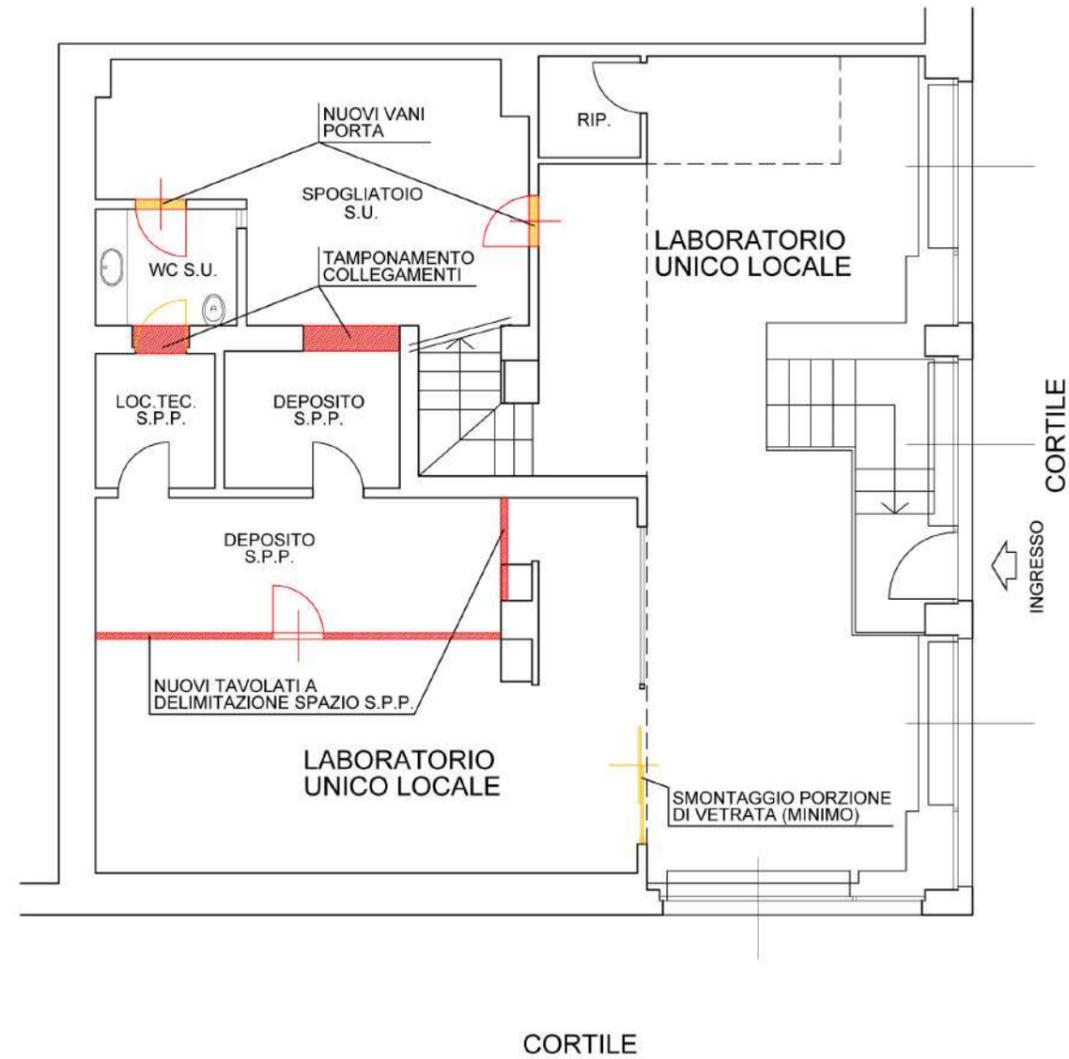 NUOVI VANI
PORTA
RIP.
SPOGLIATOIO
S.U.
LABORATORIO
UNICO LOCALE
TAMPONAMENTO
COLLEGAMENTI
WC S.U.
LOC.TEC.
S.P.P.
DEPOSITO
S.P.P.
CORTILE
DEPOSITO
S.P.P.
INGRESSO
NUOVI TAVOLATI A
DELIMITAZIONE SPAZIO S.P.P.
LABORATORIO
UNICO LOCALE
SMONTAGGIO PORZIONE
DI VETRATA (MINIMO)
CORTILE